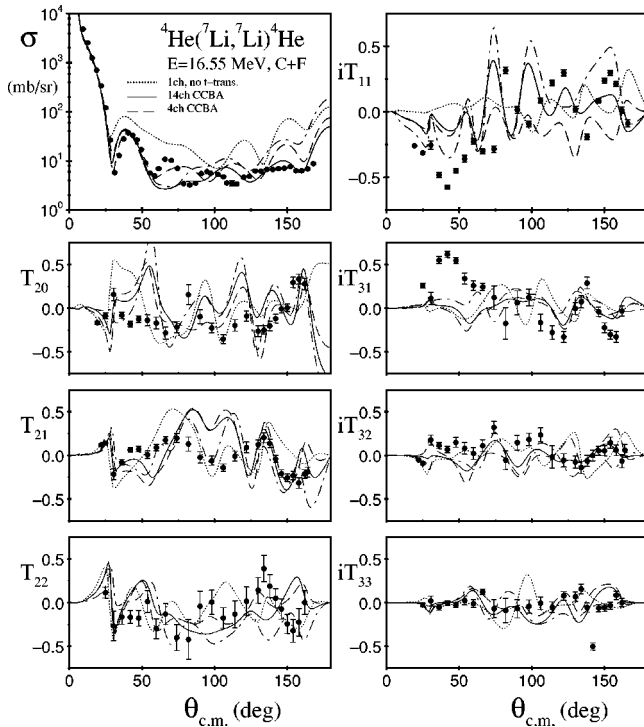 σ
(mb/sr)
10⁴
10³
10²
10¹
10⁰
⁴He(⁷Li,⁷Li)⁴He
E=16.55 MeV, C+F
1ch, no t−trans.
14ch CCBA
4ch CCBA
0 50 100 150
iT₁₁
0.5
0.0
−0.5
0 50 100 150
T₂₀
0.5
0.0
−0.5
iT₃₁
0.5
0.0
−0.5
T₂₁
0.5
0.0
−0.5
iT₃₂
0.5
0.0
−0.5
T₂₂
0.5
0.0
−0.5
0 50 100 150
θc.m. (deg)
iT₃₃
0.5
0.0
−0.5
0 50 100 150
θc.m. (deg)